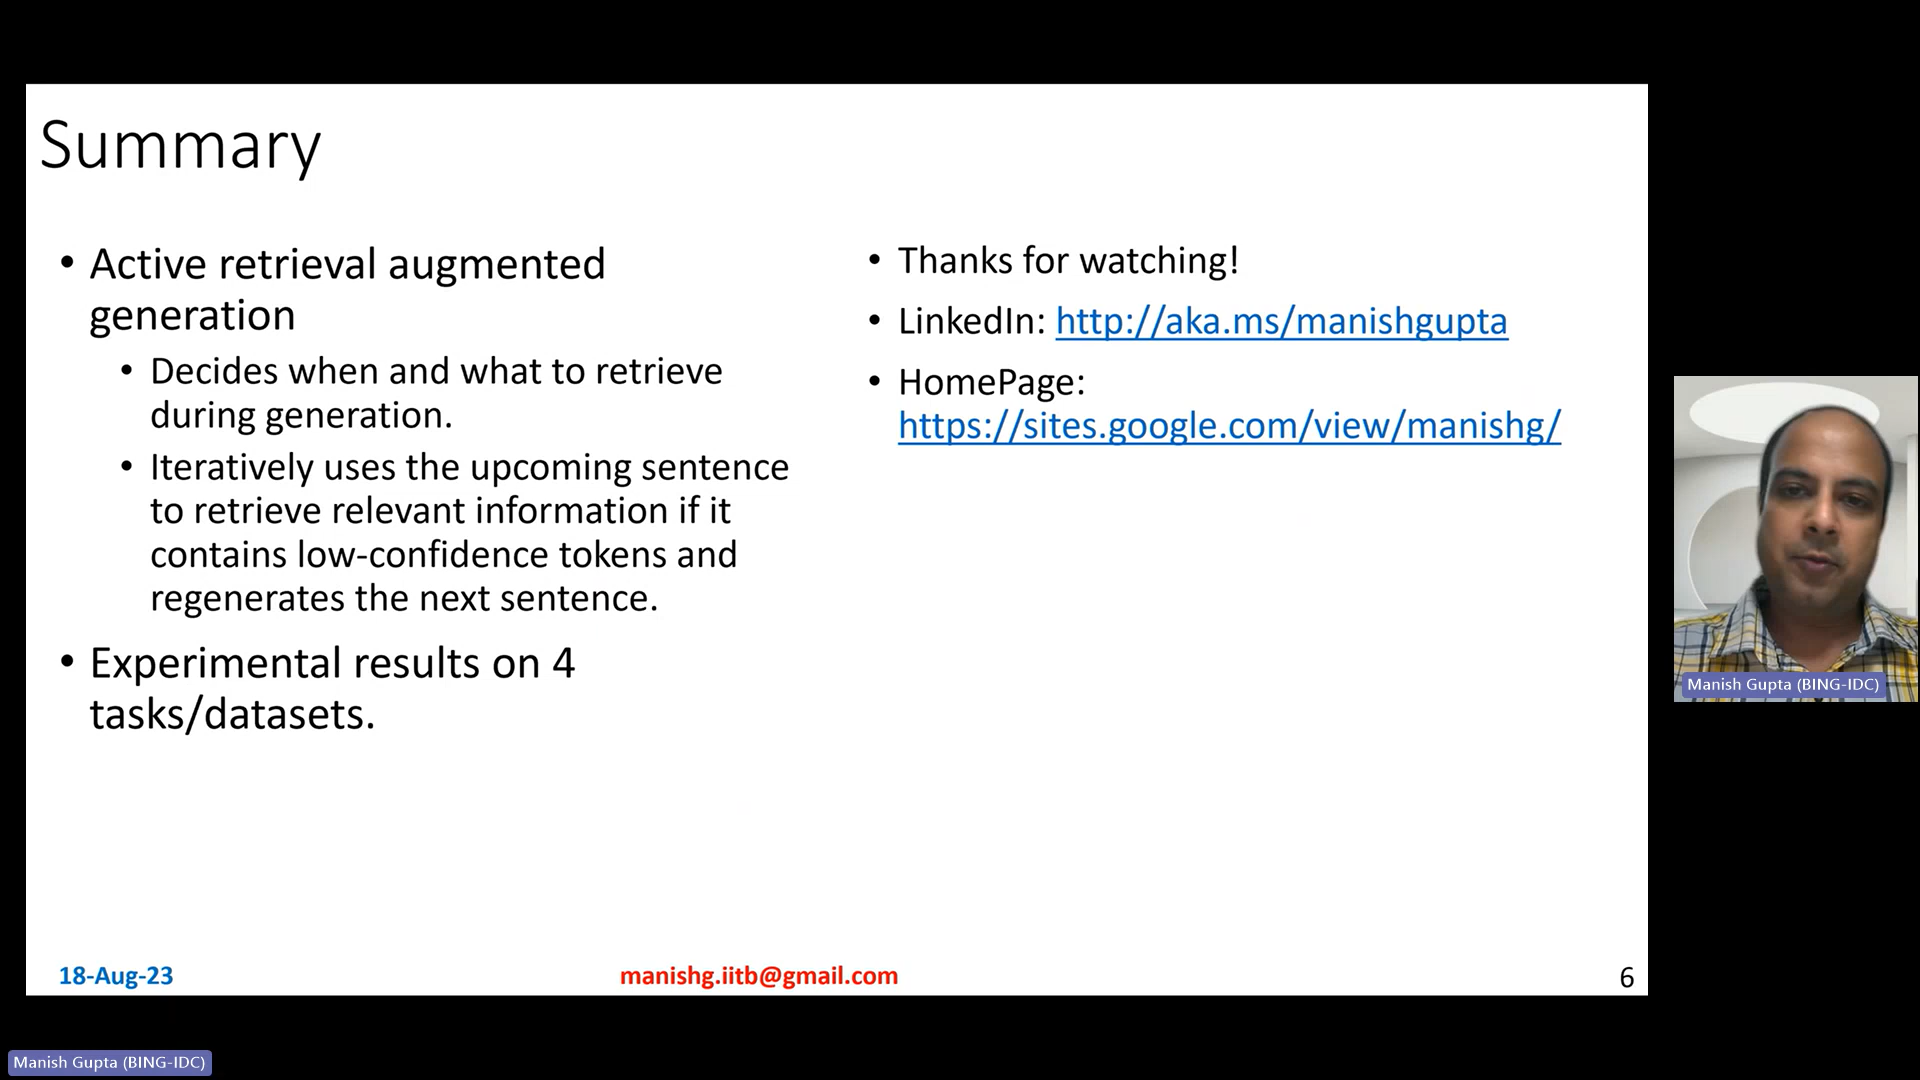 Summary
• Active retrieval augmented
generation
• Decides when and what to retrieve
during generation.
• Iteratively uses the upcoming sentence
to retrieve relevant information if it
contains low-confidence tokens and
regenerates the next sentence.
• Experimental results on 4
tasks/datasets.
• Thanks for watching!
• LinkedIn: http://aka.ms/manishgupta
• HomePage:
https://sites.google.com/view/manishg/
18-Aug-23
manishg.iitb@gmail.com
6
Manish Gupta (BING-IDC)
Manish Gupta (BING-IDC)